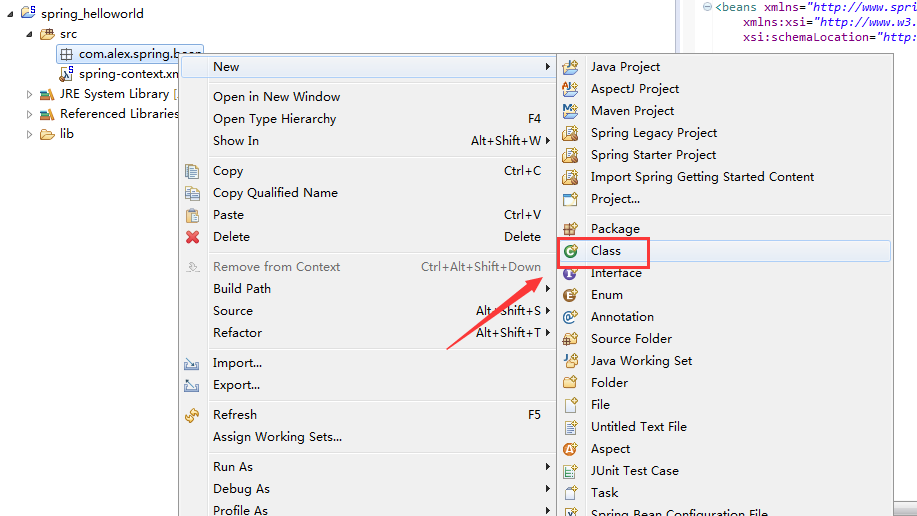 spring_helloworld
src
com.alex.spring.bean
spring-context.xm
JRE System Library [
Referenced Libraries
lib
<beans xmlns="http://www.spri
xmlns:xsi="http://www.w3.
xsi:schemaLocation="http:
New
Open in New Window
Open Type Hierarchy F4
Show In Alt+Shift+W
Copy Ctrl+C
Copy Qualified Name
Paste Ctrl+V
Delete Delete
Remove from Context Ctrl+Alt+Shift+Down
Build Path
Source Alt+Shift+S
Refactor Alt+Shift+T
Import...
Export...
Refresh F5
Assign Working Sets...
Run As
Debug As
Profile As
Java Project
AspectJ Project
Maven Project
Spring Legacy Project
Spring Starter Project
Import Spring Getting Started Content
Project...
Package
Class
Interface
Enum
Annotation
Source Folder
Java Working Set
Folder
File
Untitled Text File
Aspect
JUnit Test Case
Task
Spring Bean Configuration File